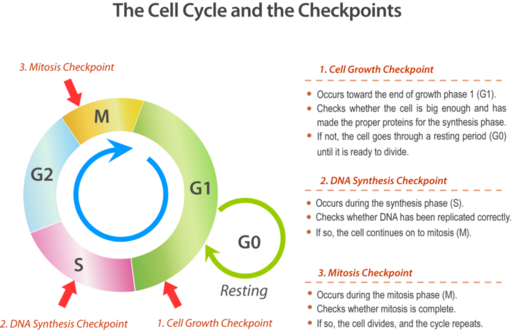 The Cell Cycle and the Checkpoints
3. Mitosis Checkpoint
M
G2
G1
S
G0
Resting
2. DNA Synthesis Checkpoint
1. Cell Growth Checkpoint
1. Cell Growth Checkpoint
• Occurs toward the end of growth phase 1 (G1).
• Checks whether the cell is big enough and has
made the proper proteins for the synthesis phase.
• If not, the cell goes through a resting period (G0)
until it is ready to divide.
2. DNA Synthesis Checkpoint
• Occurs during the synthesis phase (S).
• Checks whether DNA has been replicated correctly.
• If so, the cell continues on to mitosis (M).
3. Mitosis Checkpoint
• Occurs during the mitosis phase (M).
• Checks whether mitosis is complete.
• If so, the cell divides, and the cycle repeats.